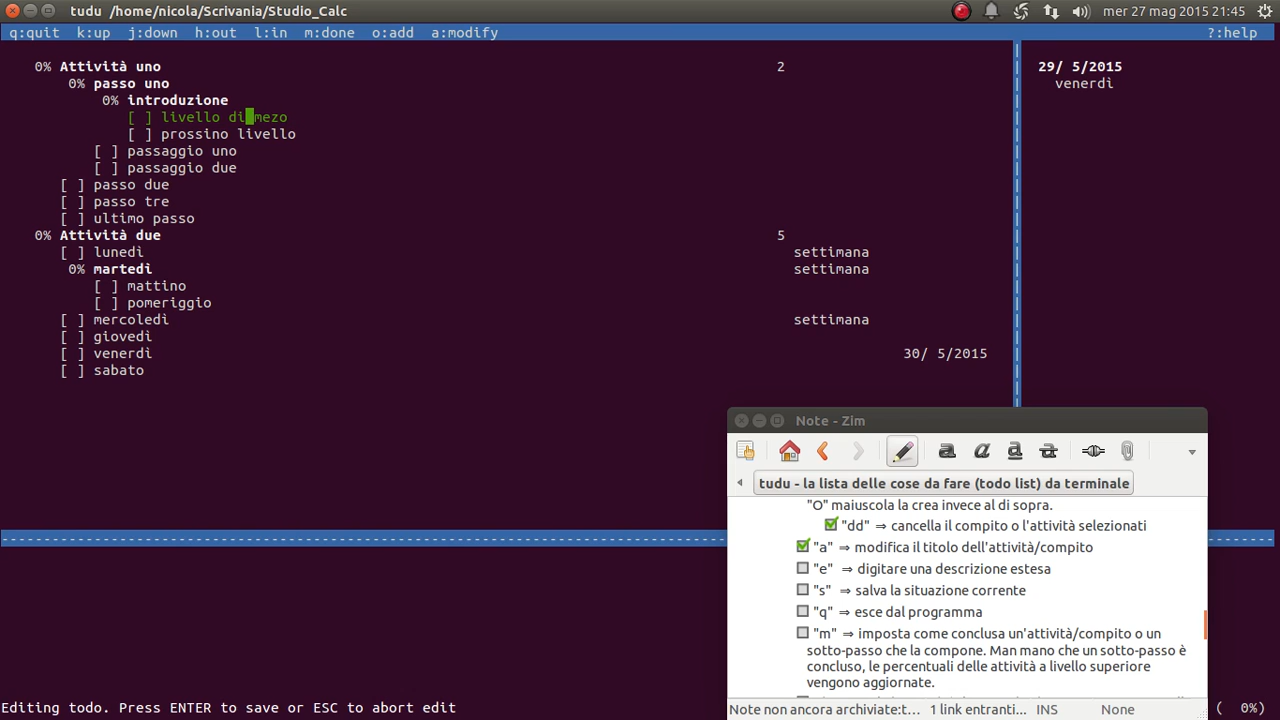 tudu /home/nicola/Scrivania/Studio_Calc
mer 27 mag 2015 21:45
q:quit k:up j:down h:out l:in m:done o:add a:modify ?:help
0% Attività uno 2
0% passo uno
0% introduzione
[ ] livello di mezo
[ ] prossino livello
[ ] passaggio uno
[ ] passaggio due
[ ] passo due
[ ] passo tre
[ ] ultimo passo
0% Attività due 5
[ ] lunedì settimana
0% martedì settimana
[ ] mattino
[ ] pomeriggio
[ ] mercoledì settimana
[ ] giovedì
[ ] venerdì 30/ 5/2015
[ ] sabato
29/ 5/2015
venerdì
Note - Zim
tudu - la lista delle cose da fare (todo list) da terminale
"O" maiuscola la crea invece al di sopra.
"dd" ⇒ cancella il compito o l'attività selezionati
"a" ⇒ modifica il titolo dell'attività/compito
"e" ⇒ digitare una descrizione estesa
"s" ⇒ salva la situazione corrente
"q" ⇒ esce dal programma
"m" ⇒ imposta come conclusa un'attività/compito o un
sotto-passo che la compone. Man mano che un sotto-passo è
concluso, le percentuali delle attività a livello superiore
vengono aggiornate.
Note non ancora archiviate:t... 1 link entranti... INS None
Editing todo. Press ENTER to save or ESC to abort edit ( 0%)